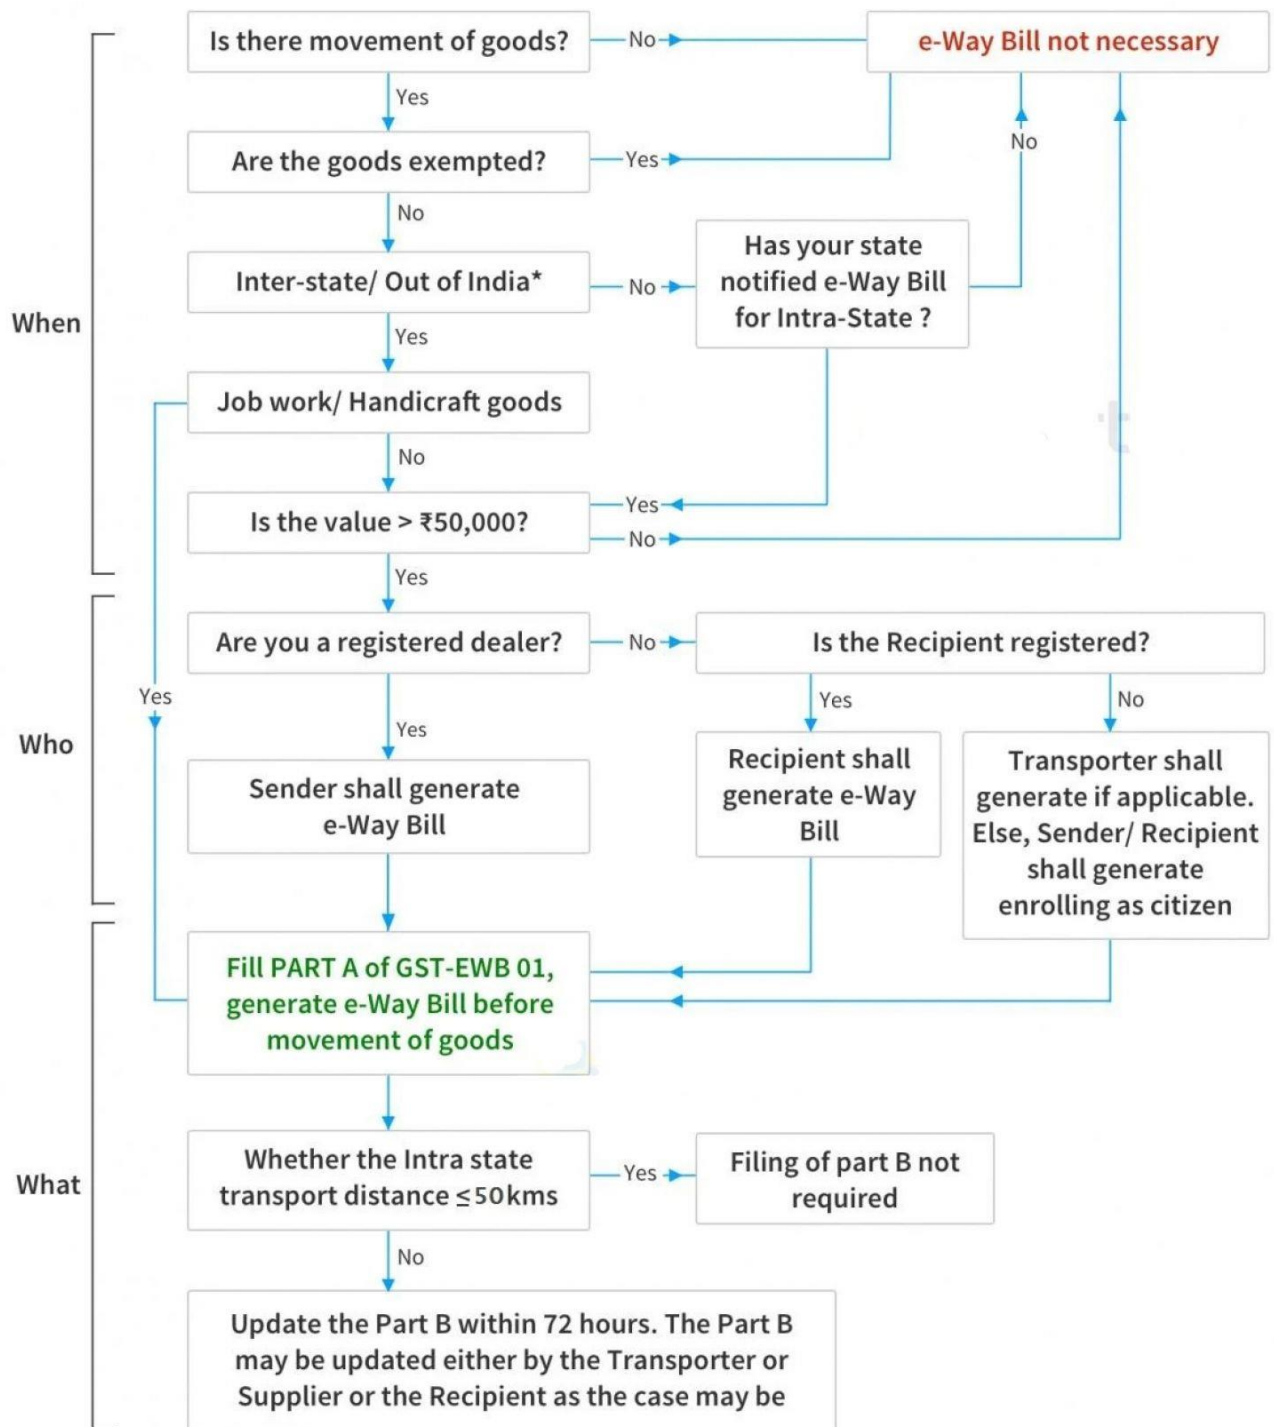 Is there movement of goods?
No
e-Way Bill not necessary
Yes
Are the goods exempted?
Yes
No
No
Inter-state/ Out of India*
No
Has your state
notified e-Way Bill
for Intra-State ?
When
Yes
Job work/ Handicraft goods
No
Is the value > ₹50,000?
Yes
No
Yes
Are you a registered dealer?
No
Is the Recipient registered?
Yes
Yes
No
Who
Yes
Sender shall generate
e-Way Bill
Recipient shall
generate e-Way
Bill
Transporter shall
generate if applicable.
Else, Sender/ Recipient
shall generate
enrolling as citizen
Fill PART A of GST-EWB 01,
generate e-Way Bill before
movement of goods
What
Whether the Intra state
transport distance ≤50kms
Yes
Filing of part B not
required
No
Update the Part B within 72 hours. The Part B
may be updated either by the Transporter or
Supplier or the Recipient as the case may be
t